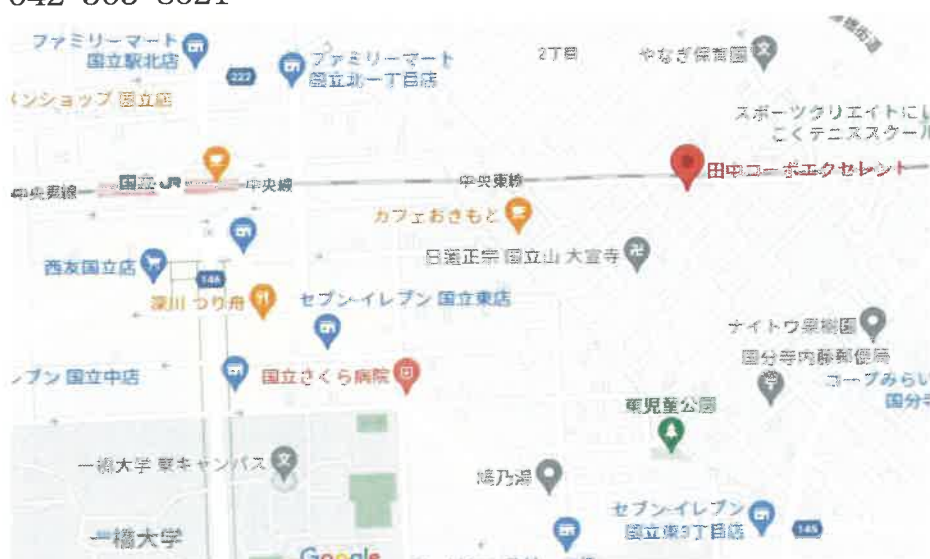 ファミリーマート
国立駅北店
222
ファミリーマート
国立北一丁目店
2丁目
やなぎ保育園
ンショップ 国立店
スポーツクリエイトにし
こくテニススクール
田中コーポエクセレント
国立 JR
中央線
中央東線
カフェおきもと
日蓮正宗 国立山 大宣寺
西友国立店
146
深川 つり舟
セブン-イレブン 国立東店
ナイトウ果樹園
国分寺内藤郵便局
レブン 国立中店
国立さくら病院
コープみらい
国分寺
東児童公園
一橋大学 東キャンパス
鳩乃湯
セブン-イレブン
国立東3丁目店
145
一橋大学
Google